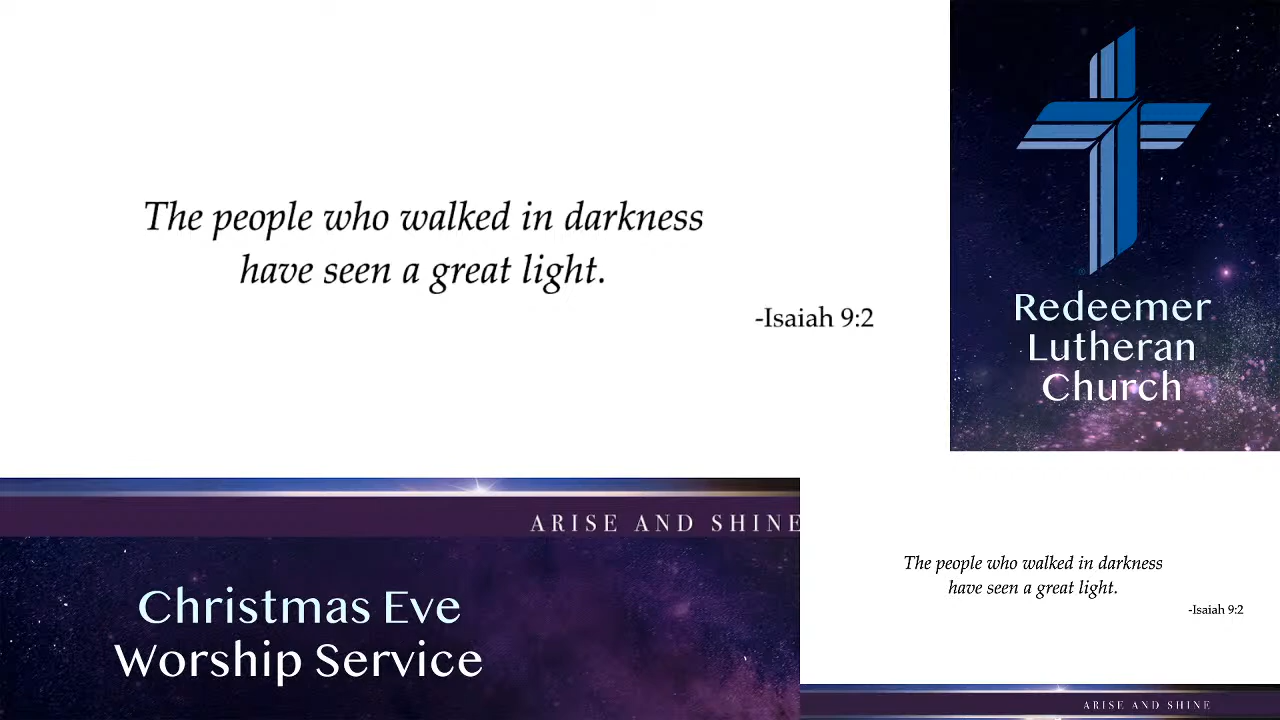 The people who walked in darkness
have seen a great light.
-Isaiah 9:2
Redeemer
Lutheran
Church
ARISE AND SHINE
Christmas Eve
Worship Service
The people who walked in darkness
have seen a great light.
-Isaiah 9:2
ARISE AND SHINE